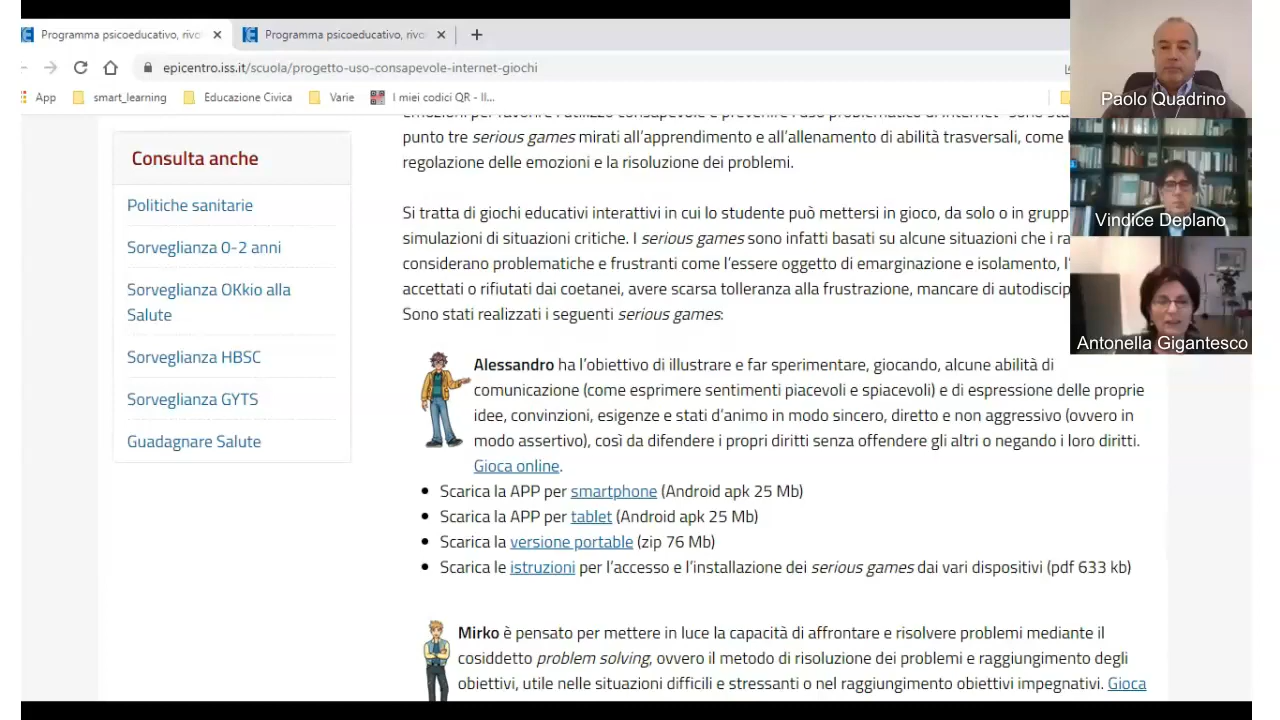 Programma psicoeducativo, rivo
Programma psicoeducativo, rivo
epicentro.iss.it/scuola/progetto-uso-consapevole-internet-giochi
App
smart_learning
Educazione Civica
Varie
I miei codici QR - Il...
Paolo Quadrino
Vindice Deplano
Antonella Gigantesco
Consulta anche
Politiche sanitarie
Sorveglianza 0-2 anni
Sorveglianza OKkio alla
Salute
Sorveglianza HBSC
Sorveglianza GYTS
Guadagnare Salute
Emozioni per favorire l'utilizzo consapevole e prevenire l'uso problematico di Internet
punto tre serious games mirati all'apprendimento e all'allenamento di abilità trasversali, come
regolazione delle emozioni e la risoluzione dei problemi.
Si tratta di giochi educativi interattivi in cui lo studente può mettersi in gioco, da solo o in grupp
simulazioni di situazioni critiche. I serious games sono infatti basati su alcune situazioni che i ra
considerano problematiche e frustranti come l'essere oggetto di emarginazione e isolamento, l'
accettati o rifiutati dai coetanei, avere scarsa tolleranza alla frustrazione, mancare di autodiscip
Sono stati realizzati i seguenti serious games:
Alessandro ha l'obiettivo di illustrare e far sperimentare, giocando, alcune abilità di
comunicazione (come esprimere sentimenti piacevoli e spiacevoli) e di espressione delle proprie
idee, convinzioni, esigenze e stati d'animo in modo sincero, diretto e non aggressivo (ovvero in
modo assertivo), così da difendere i propri diritti senza offendere gli altri o negando i loro diritti.
Gioca online.
• Scarica la APP per smartphone (Android apk 25 Mb)
• Scarica la APP per tablet (Android apk 25 Mb)
• Scarica la versione portable (zip 76 Mb)
• Scarica le istruzioni per l'accesso e l'installazione dei serious games dai vari dispositivi (pdf 633 kb)
Mirko è pensato per mettere in luce la capacità di affrontare e risolvere problemi mediante il
cosiddetto problem solving, ovvero il metodo di risoluzione dei problemi e raggiungimento degli
obiettivi, utile nelle situazioni difficili e stressanti o nel raggiungimento obiettivi impegnativi. Gioca